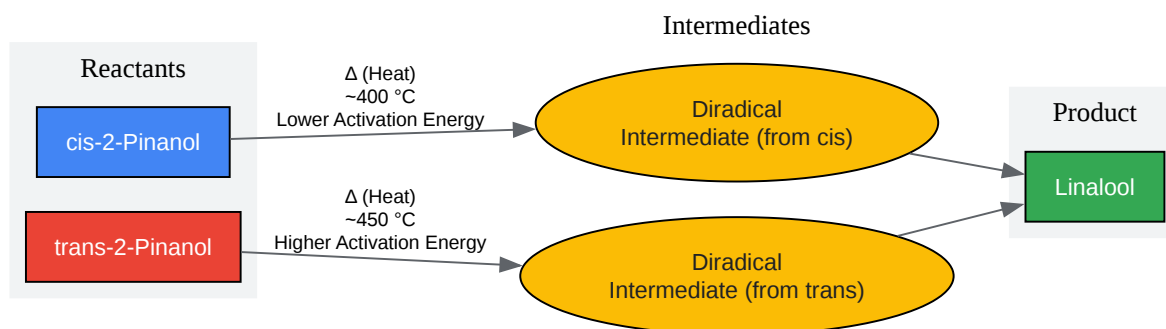 Intermediates
Reactants
Δ (Heat)
~400 °C
Lower Activation Energy
cis-2-Pinanol
Diradical
Intermediate (from cis)
Product
Linalool
Δ (Heat)
~450 °C
Higher Activation Energy
trans-2-Pinanol
Diradical
Intermediate (from trans)